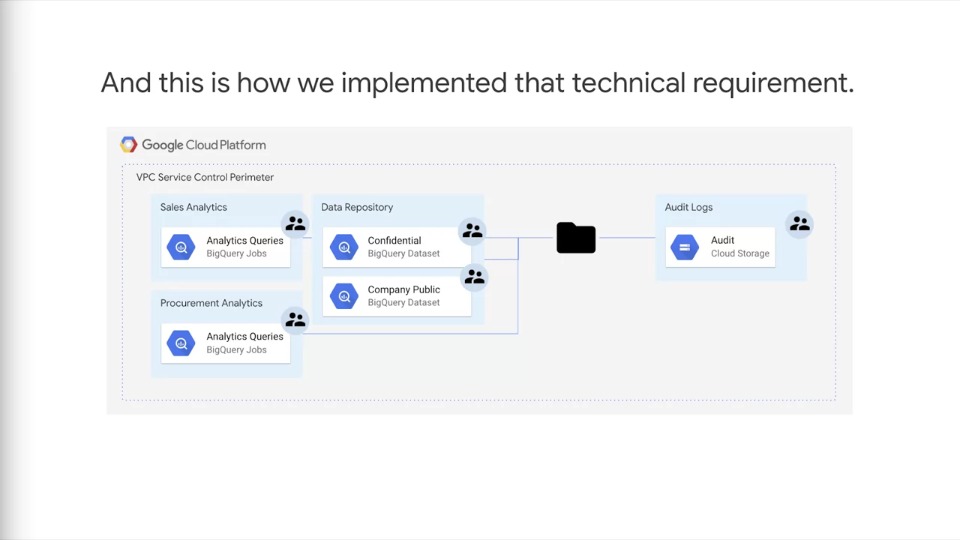 And this is how we implemented that technical requirement.
Google Cloud Platform
VPC Service Control Perimeter
Sales Analytics
Analytics Queries
BigQuery Jobs
Data Repository
Confidential
BigQuery Dataset
Company Public
BigQuery Dataset
Audit Logs
Audit
Cloud Storage
Procurement Analytics
Analytics Queries
BigQuery Jobs